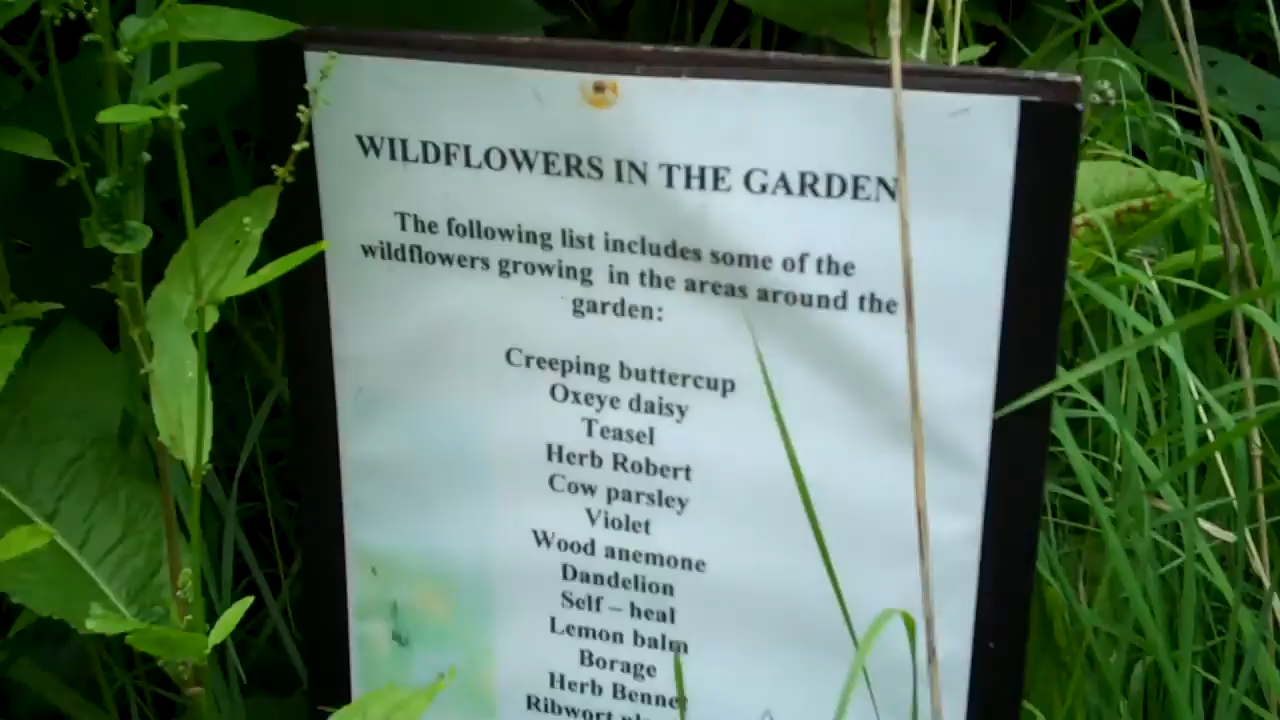 WILDFLOWERS IN THE GARDEN
The following list includes some of the
wildflowers growing in the areas around the
garden:
Creeping buttercup
Oxeye daisy
Teasel
Herb Robert
Cow parsley
Violet
Wood anemone
Dandelion
Self – heal
Lemon balm
Borage
Herb Bennet
Ribwort